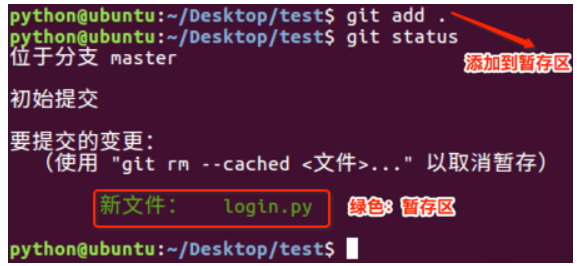 python@ubuntu:~/Desktop/test$ git add .
python@ubuntu:~/Desktop/test$ git status
位于分支 master
添加到暂存区
初始提交
要提交的变更：
（使用 "git rm --cached <文件>..." 以取消暂存）
新文件： login.py
绿色：暂存区
python@ubuntu:~/Desktop/test$